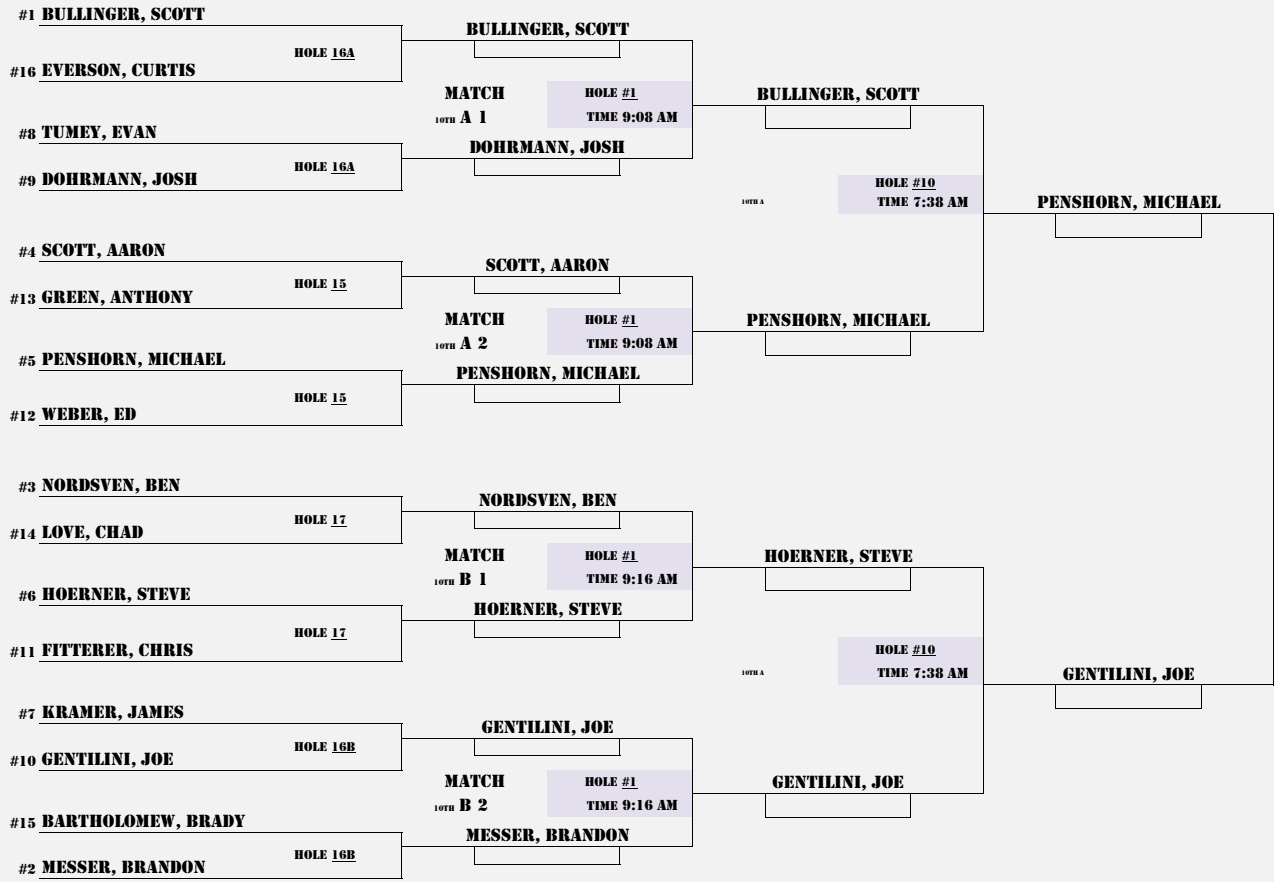 #1 BULLINGER, SCOTT
HOLE 16A
#16 EVERSON, CURTIS
#8 TUMEY, EVAN
HOLE 16A
#9 DOHRMANN, JOSH
#4 SCOTT, AARON
HOLE 15
#13 GREEN, ANTHONY
#5 PENSHORN, MICHAEL
HOLE 15
#12 WEBER, ED
#3 NORDSVEN, BEN
HOLE 17
#14 LOVE, CHAD
#6 HOERNER, STEVE
HOLE 17
#11 FITTERER, CHRIS
#7 KRAMER, JAMES
HOLE 16B
#10 GENTILINI, JOE
#15 BARTHOLOMEW, BRADY
HOLE 16B
#2 MESSER, BRANDON
BULLINGER, SCOTT
MATCH
10TH A 1
HOLE #1
TIME 9:08 AM
DOHRMANN, JOSH
SCOTT, AARON
MATCH
10TH A 2
HOLE #1
TIME 9:08 AM
PENSHORN, MICHAEL
NORDSVEN, BEN
MATCH
10TH B 1
HOLE #1
TIME 9:16 AM
HOERNER, STEVE
GENTILINI, JOE
MATCH
10TH B 2
HOLE #1
TIME 9:16 AM
MESSER, BRANDON
BULLINGER, SCOTT
10TH A
HOLE #10
TIME 7:38 AM
PENSHORN, MICHAEL
HOERNER, STEVE
10TH A
HOLE #10
TIME 7:38 AM
GENTILINI, JOE
PENSHORN, MICHAEL
GENTILINI, JOE